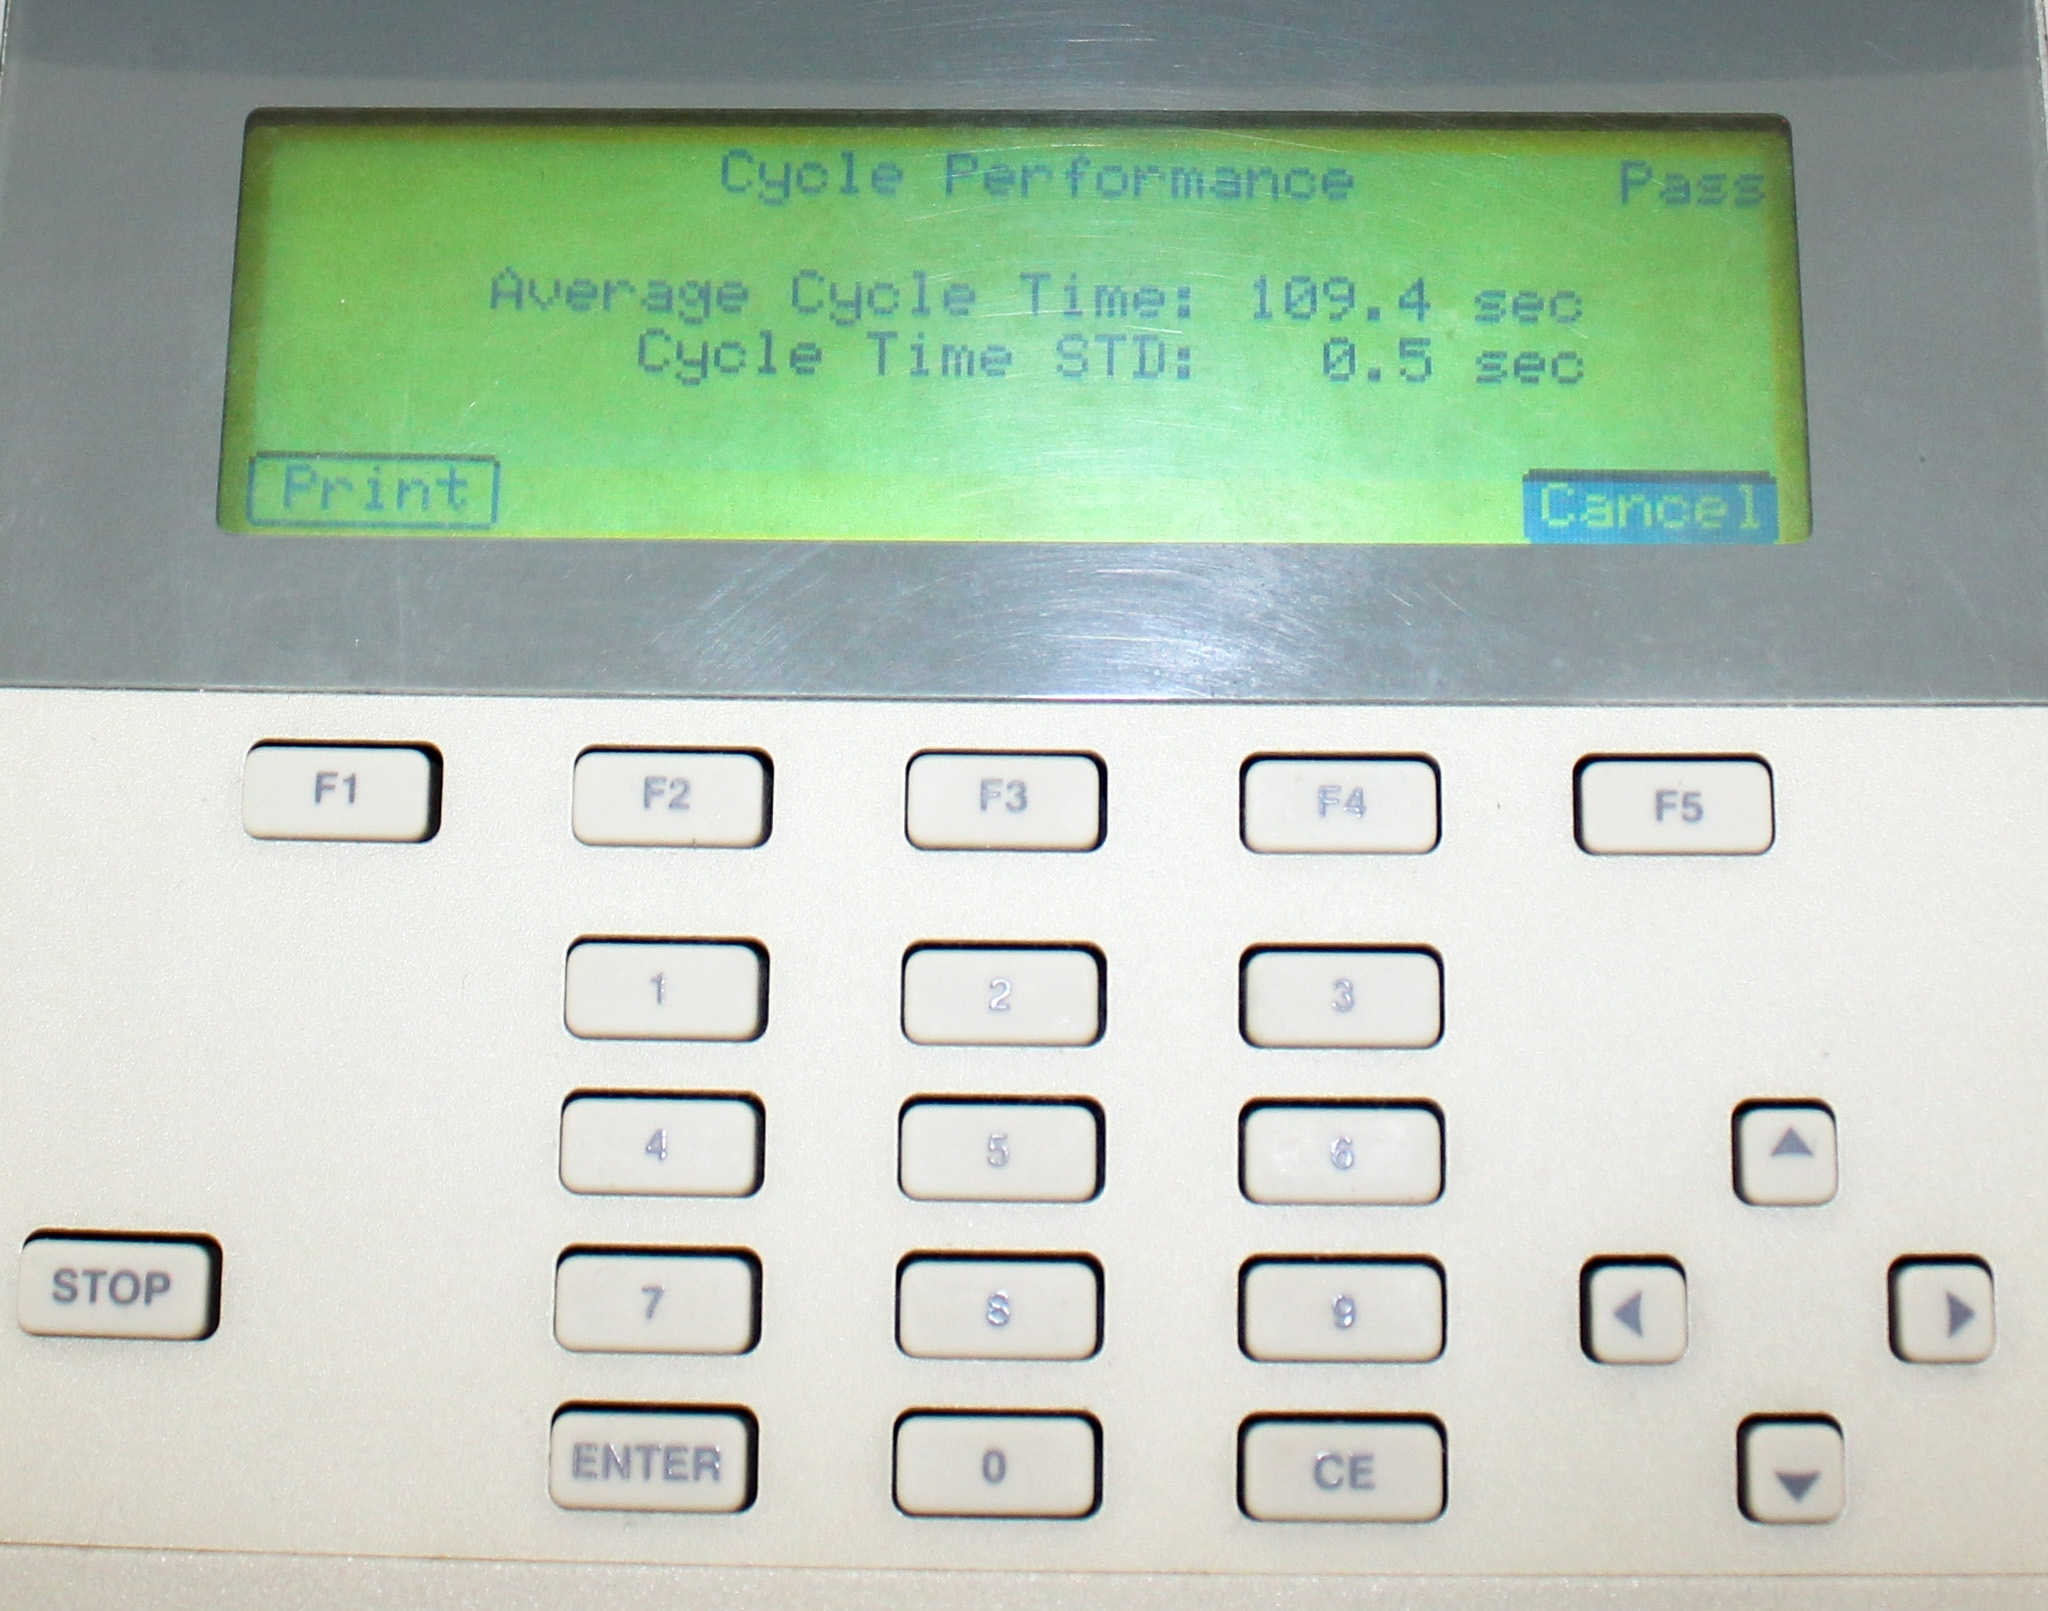 Cycle Performance Pass
Average Cycle Time: 109.4 sec
Cycle Time STD: 0.5 sec
Print Cancel
F1 F2 F3 F4 F5
1 2 3
4 5 6
STOP 7 8 9
ENTER 0 CE